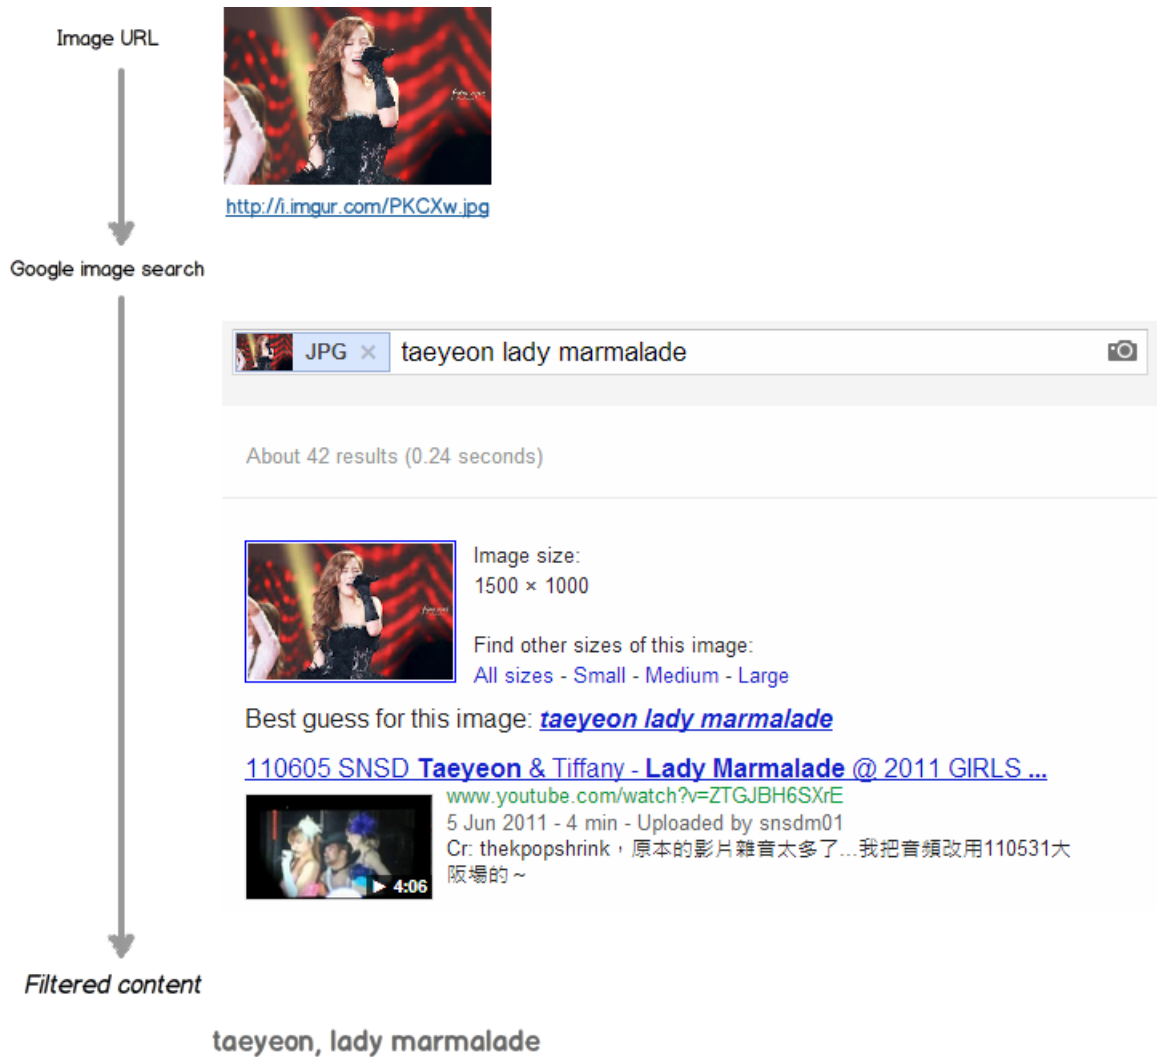 Image URL
http://i.imgur.com/PKCXw.jpg
Google image search
JPG × taeyeon lady marmalade
About 42 results (0.24 seconds)
Image size:
1500 × 1000
Find other sizes of this image:
All sizes - Small - Medium - Large
Best guess for this image: taeyeon lady marmalade
110605 SNSD Taeyeon & Tiffany - Lady Marmalade @ 2011 GIRLS ...
www.youtube.com/watch?v=ZTGJBH6SXrE
5 Jun 2011 - 4 min - Uploaded by snsdm01
Cr: thekpopshrink，原本的影片雜音太多了...我把音頻改用110531大
阪場的～
4:06
Filtered content
taeyeon, lady marmalade